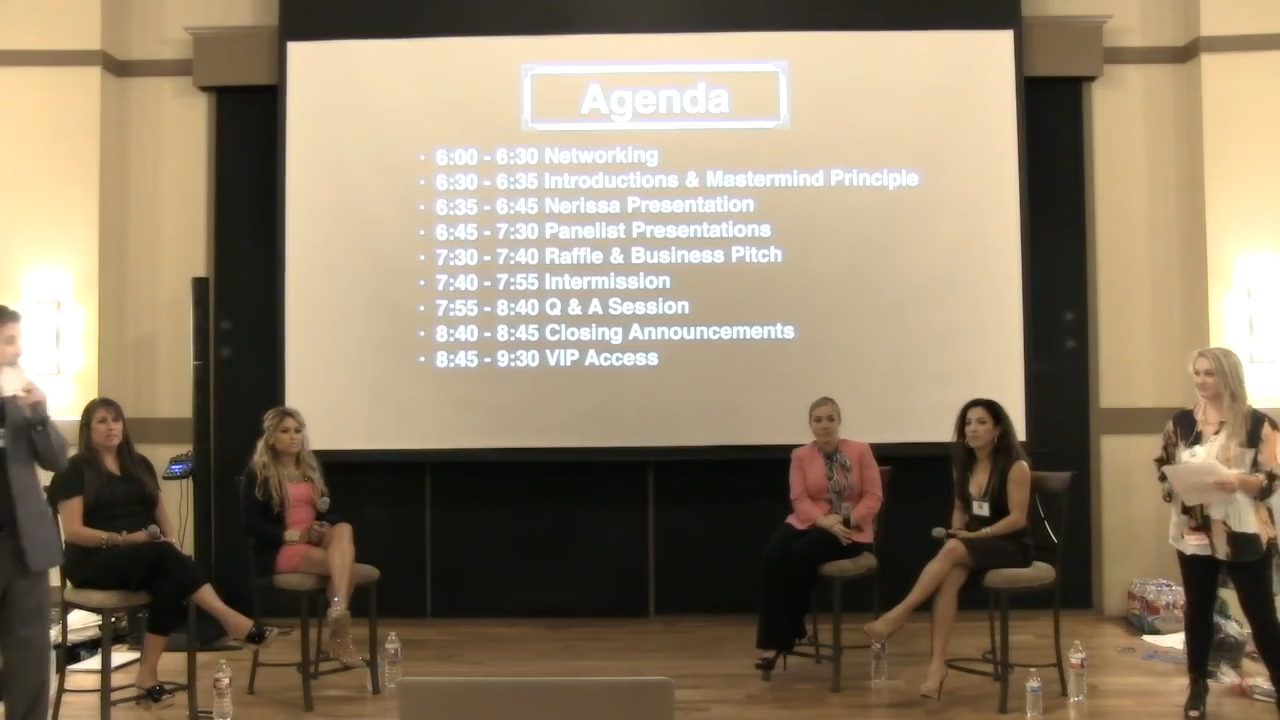 Agenda
• 6:00 - 6:30 Networking
• 6:30 - 6:35 Introductions & Mastermind Principle
• 6:35 - 6:45 Nerissa Presentation
• 6:45 - 7:30 Panelist Presentations
• 7:30 - 7:40 Raffle & Business Pitch
• 7:40 - 7:55 Intermission
• 7:55 - 8:40 Q & A Session
• 8:40 - 8:45 Closing Announcements
• 8:45 - 9:30 VIP Access